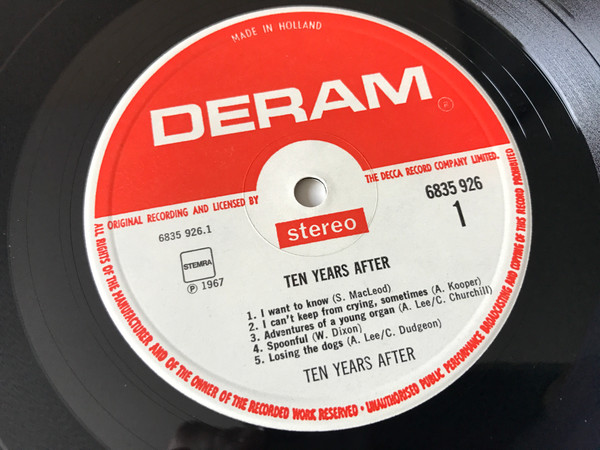 MADE IN HOLLAND
DERAM
P
ORIGINAL RECORDING AND LICENSED BY THE DECCA RECORD COMPANY LIMITED.
6835 926.1
6835 926
1
stereo
STEMRA
℗ 1967
TEN YEARS AFTER
1. I want to know (S. MacLeod)
2. I can't keep from crying, sometimes (A. Kooper)
3. Adventures of a young organ (A. Lee/C. Churchill)
4. Spoonful (W. Dixon)
5. Losing the dogs (A. Lee/C. Dudgeon)
TEN YEARS AFTER
ALL RIGHTS OF THE MANUFACTURER AND OF THE OWNER OF THE RECORDED WORK RESERVED • UNAUTHORISED PUBLIC PERFORMANCE BROADCASTING AND COPYING OF THIS RECORD PROHIBITED